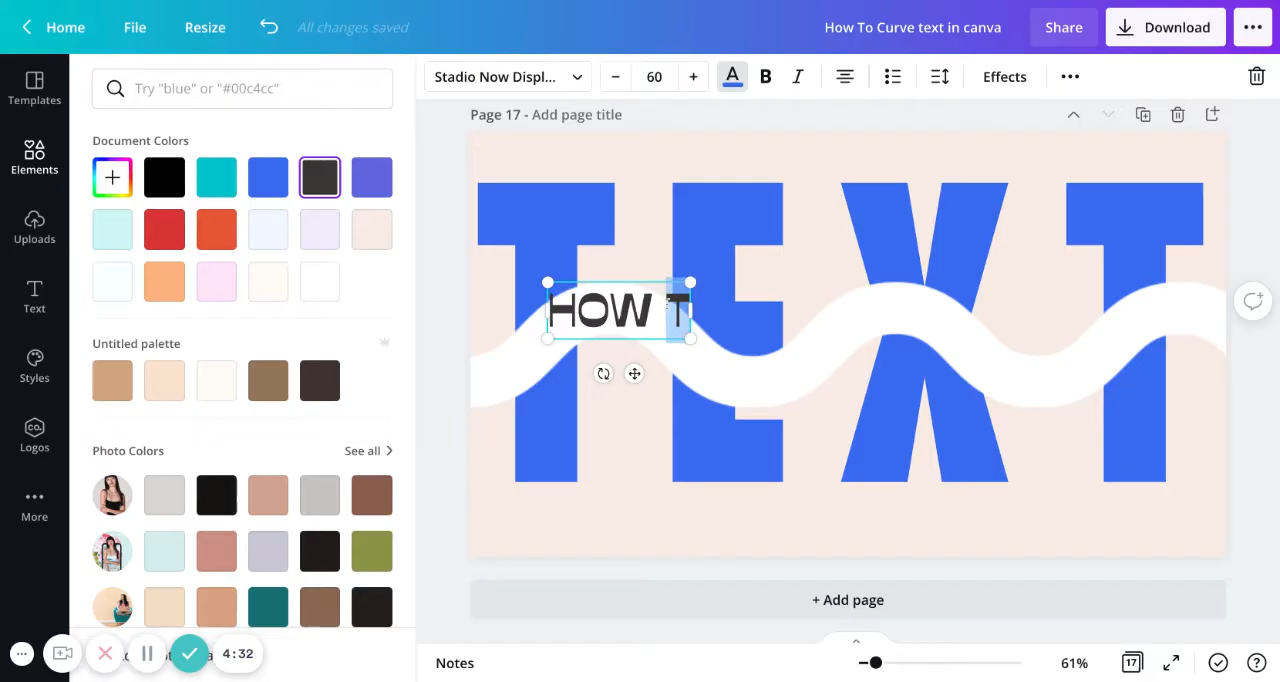 Home
File
Resize
All changes saved
How To Curve text in canva
Share
Download
Templates
Elements
Uploads
Text
Styles
Logos
CO.
More
Try "blue" or "#00c4cc"
Document Colors
Untitled palette
Photo Colors
See all
4:32
Stadio Now Displ...
60
A
B
I
Effects
Page 17 - Add page title
TEXT
HOW T
+ Add page
Notes
61%
17